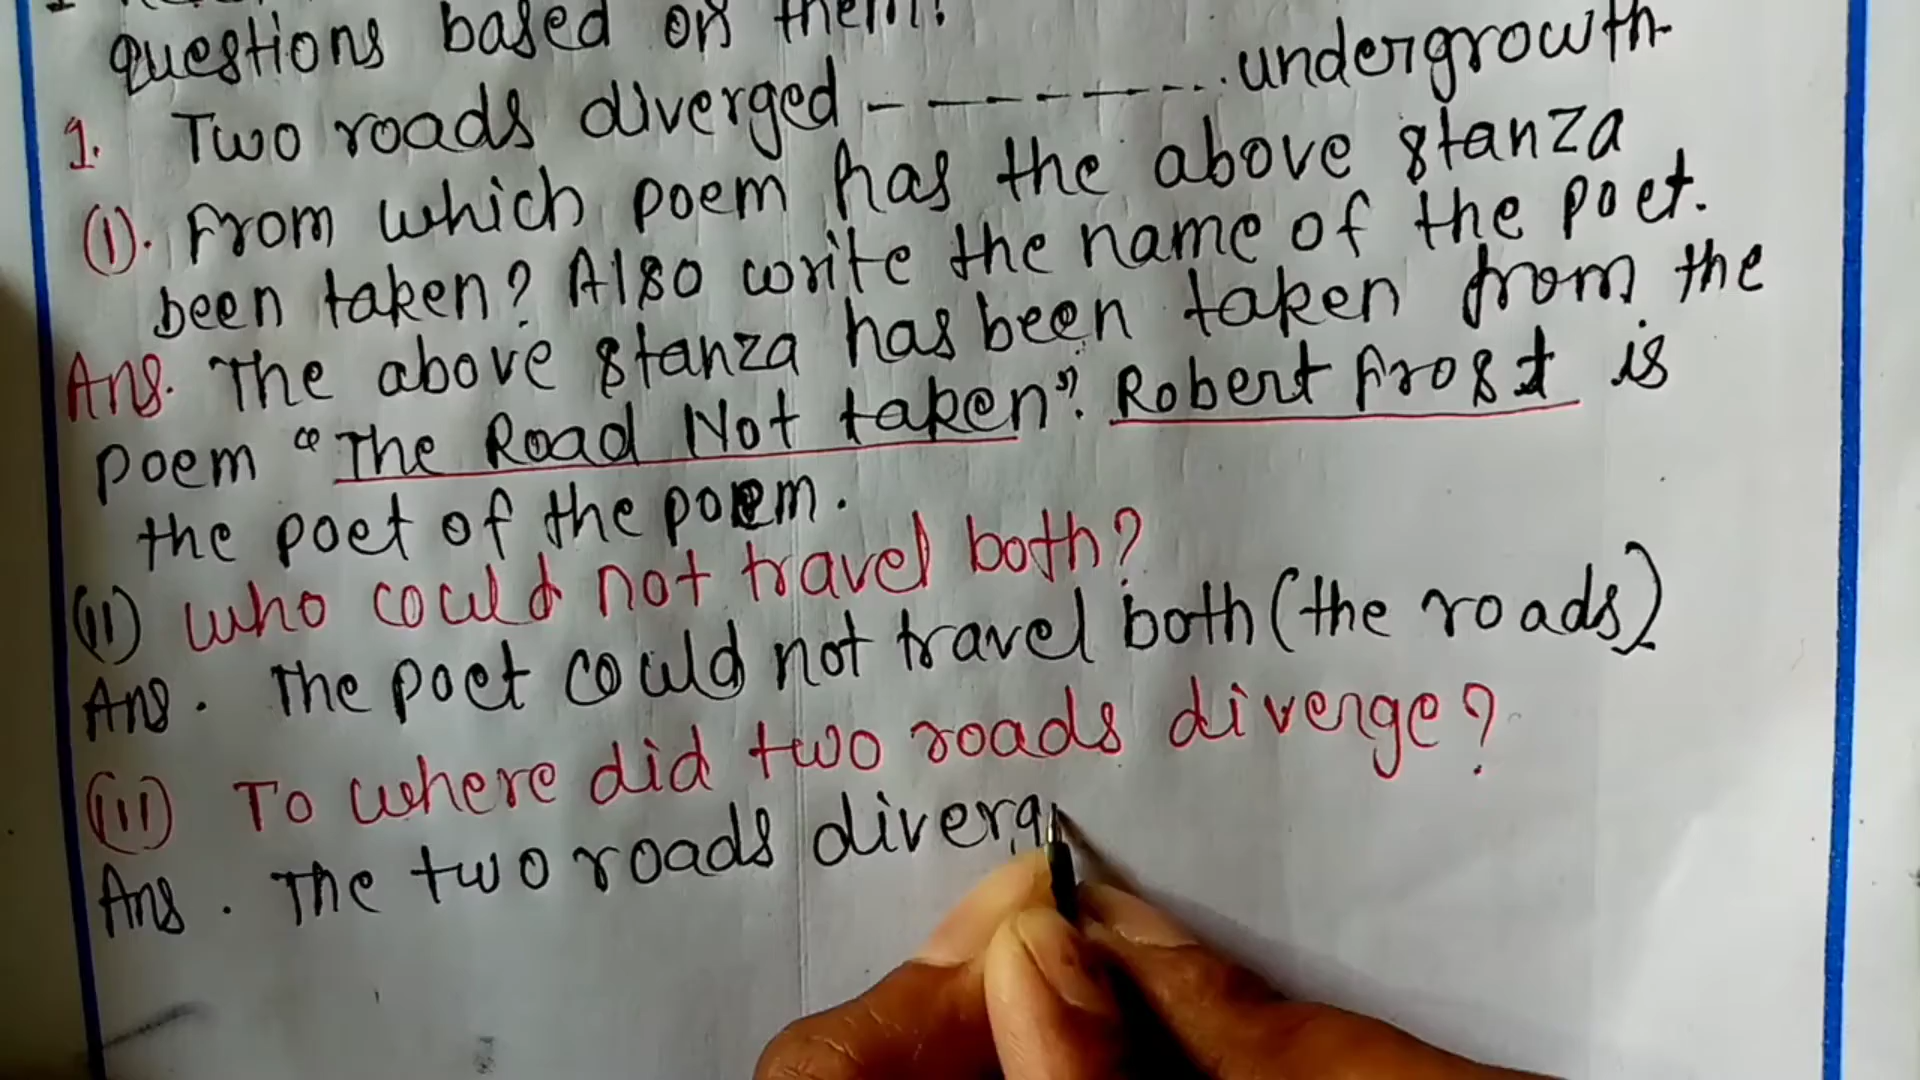 questions based on them:
1. Two roads diverged - - - - - - - - . undergrowth
(i). From which poem has the above stanza
been taken? Also write the name of the poet.
Ans. The above stanza has been taken from the
poem "The Road Not taken". Robert Frost is
the poet of the poem.
(ii) who could not travel both?
Ans. The poet could not travel both (the roads)
(iii) To where did two roads diverge?
Ans. The two roads diverg